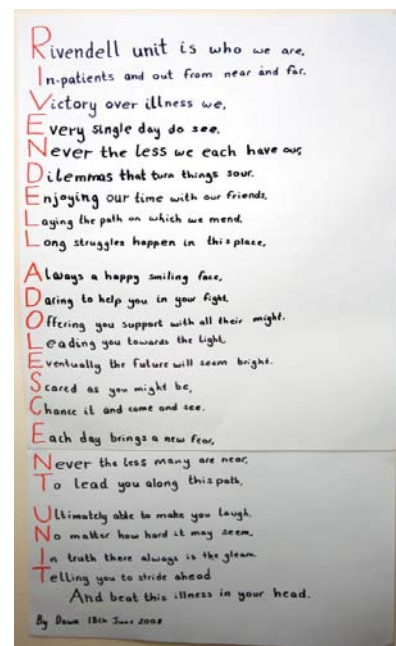 Rivendell unit is who we are,
In-patients and out from near and far.
Victory over illness we,
Every single day do see.
Never the less we each have our,
Dilemmas that turn things sour.
Enjoying our time with our friends,
Laying the path on which we mend,
Long struggles happen in this place,
Always a happy smiling face,
Daring to help you in your fight,
Offering you support with all their might.
Leading you towards the light,
Eventually the future will seem bright.
Scared as you might be,
Chance it and come and see.
Each day brings a new fear,
Never the less many are near,
To lead you along this path,
Ultimately able to make you laugh.
No matter how hard it may seem,
In truth there always is the gleam.
Telling you to stride ahead
And beat this illness in your head.
By Dawn 18th June 2008